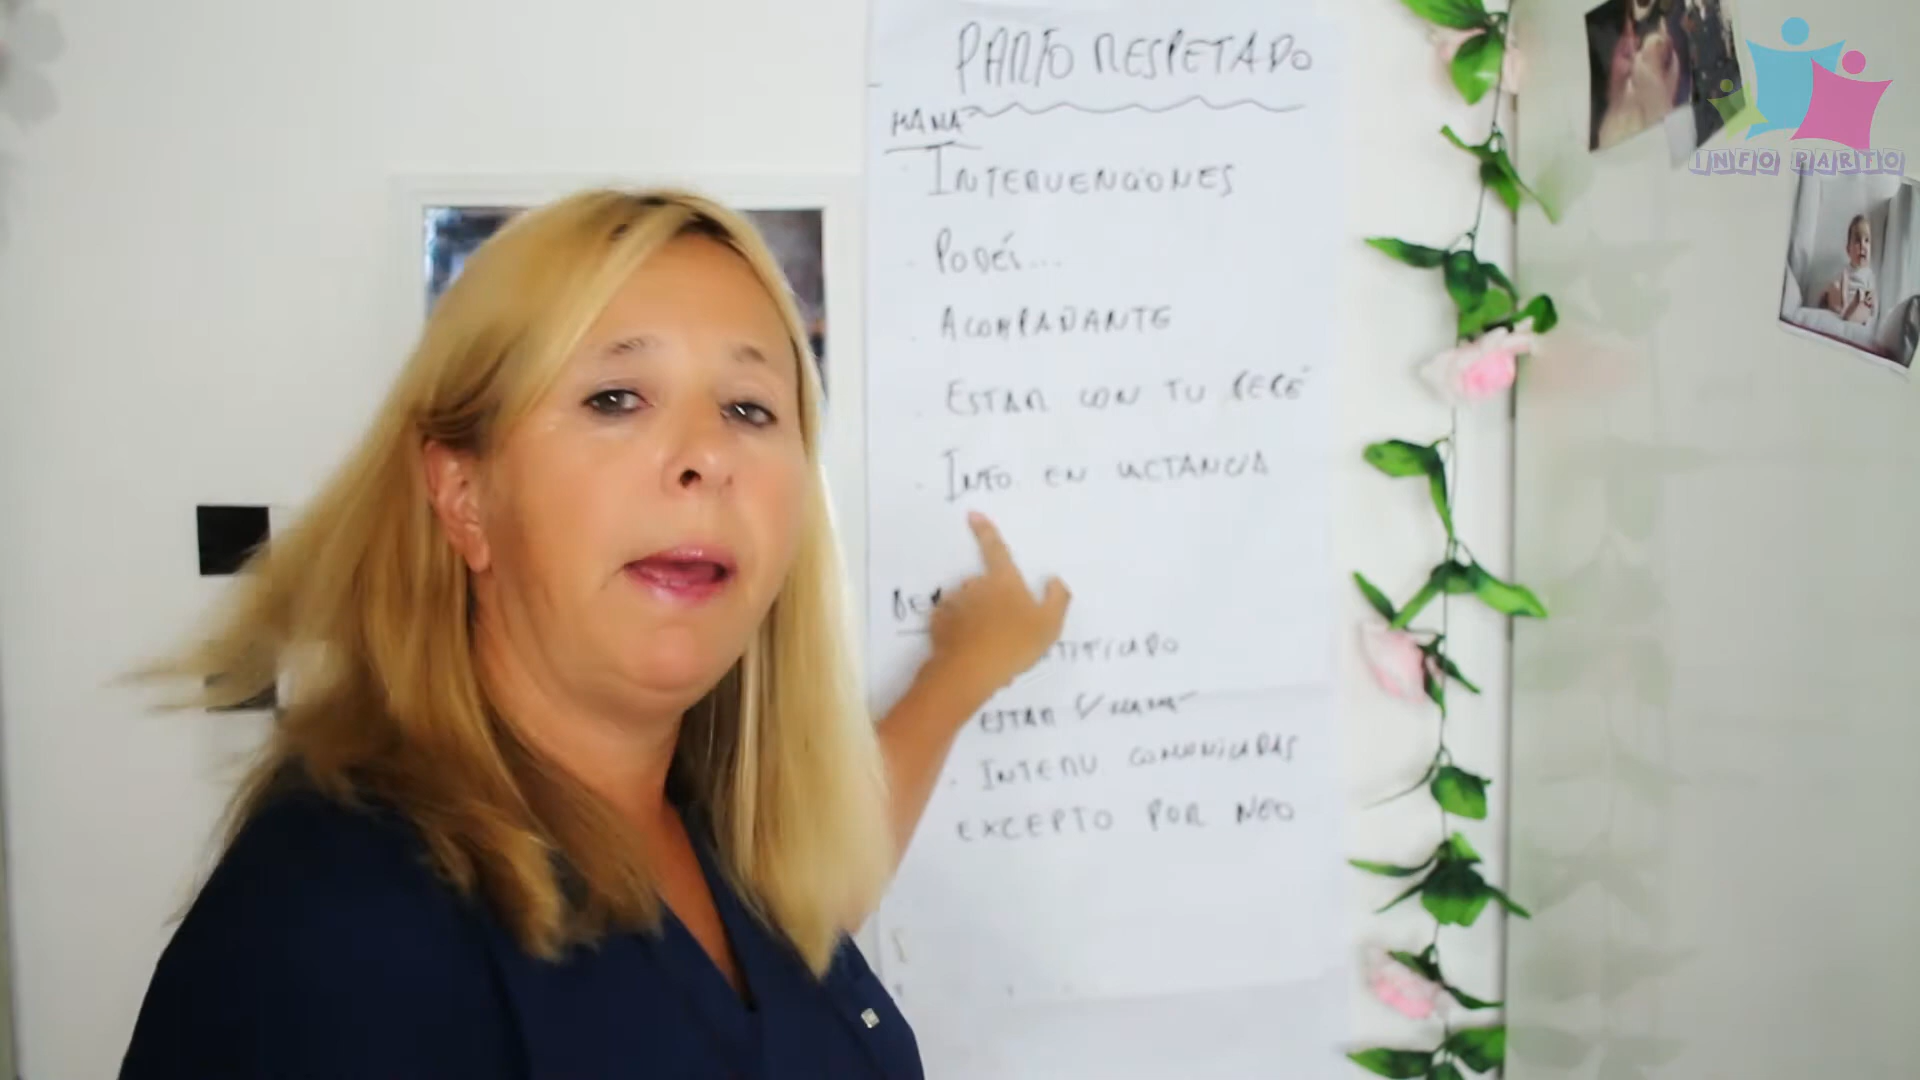 PARTO RESPETADO
MAMÁ
INTERVENCIONES
PODÉS...
ACOMPAÑANTE
ESTAR CON TU BEBÉ
INFO. EN LACTANCIA
ESTAR C/ MAMÁ
INTERV. COMUNICADAS
EXCEPTO POR NEO
INFO PARTO